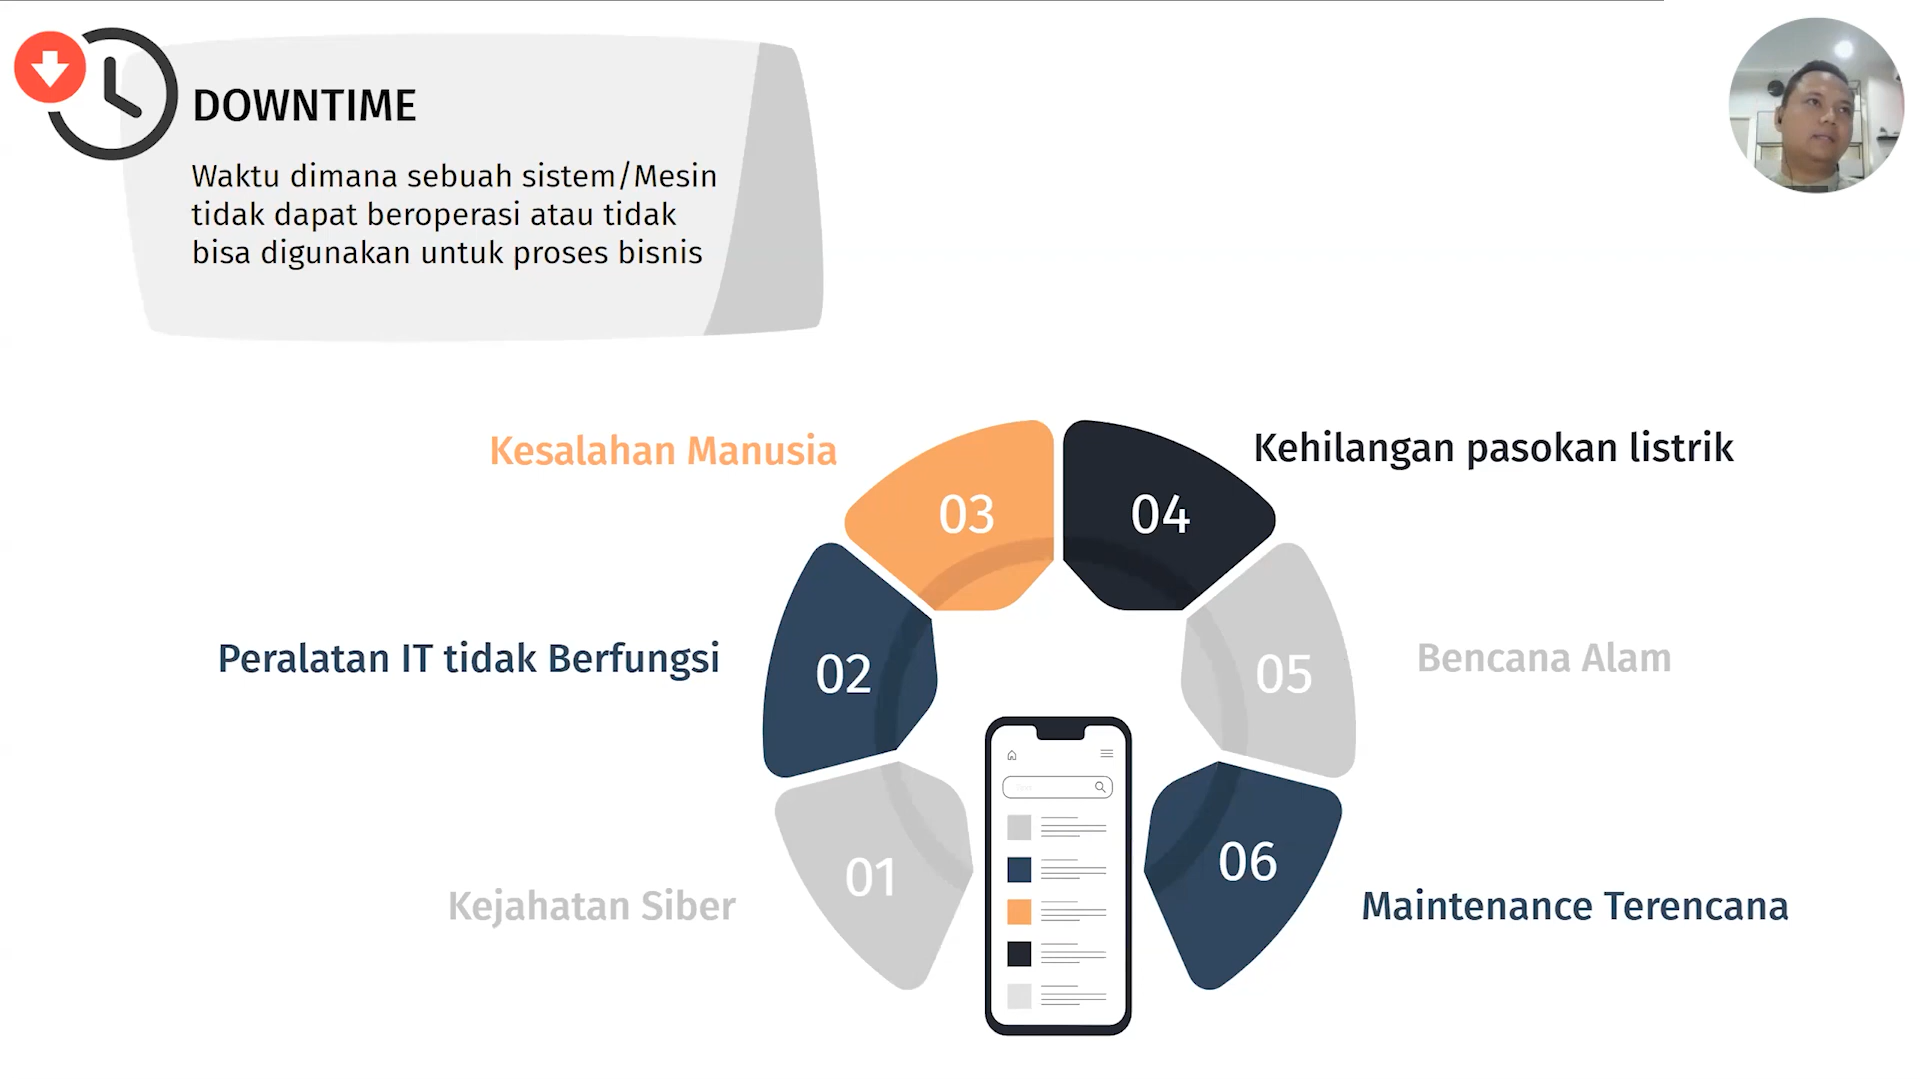 DOWNTIME
Waktu dimana sebuah sistem/Mesin
tidak dapat beroperasi atau tidak
bisa digunakan untuk proses bisnis
Kesalahan Manusia
03
04
Kehilangan pasokan listrik
Peralatan IT tidak Berfungsi
02
05
Bencana Alam
Kejahatan Siber
01
06
Maintenance Terencana